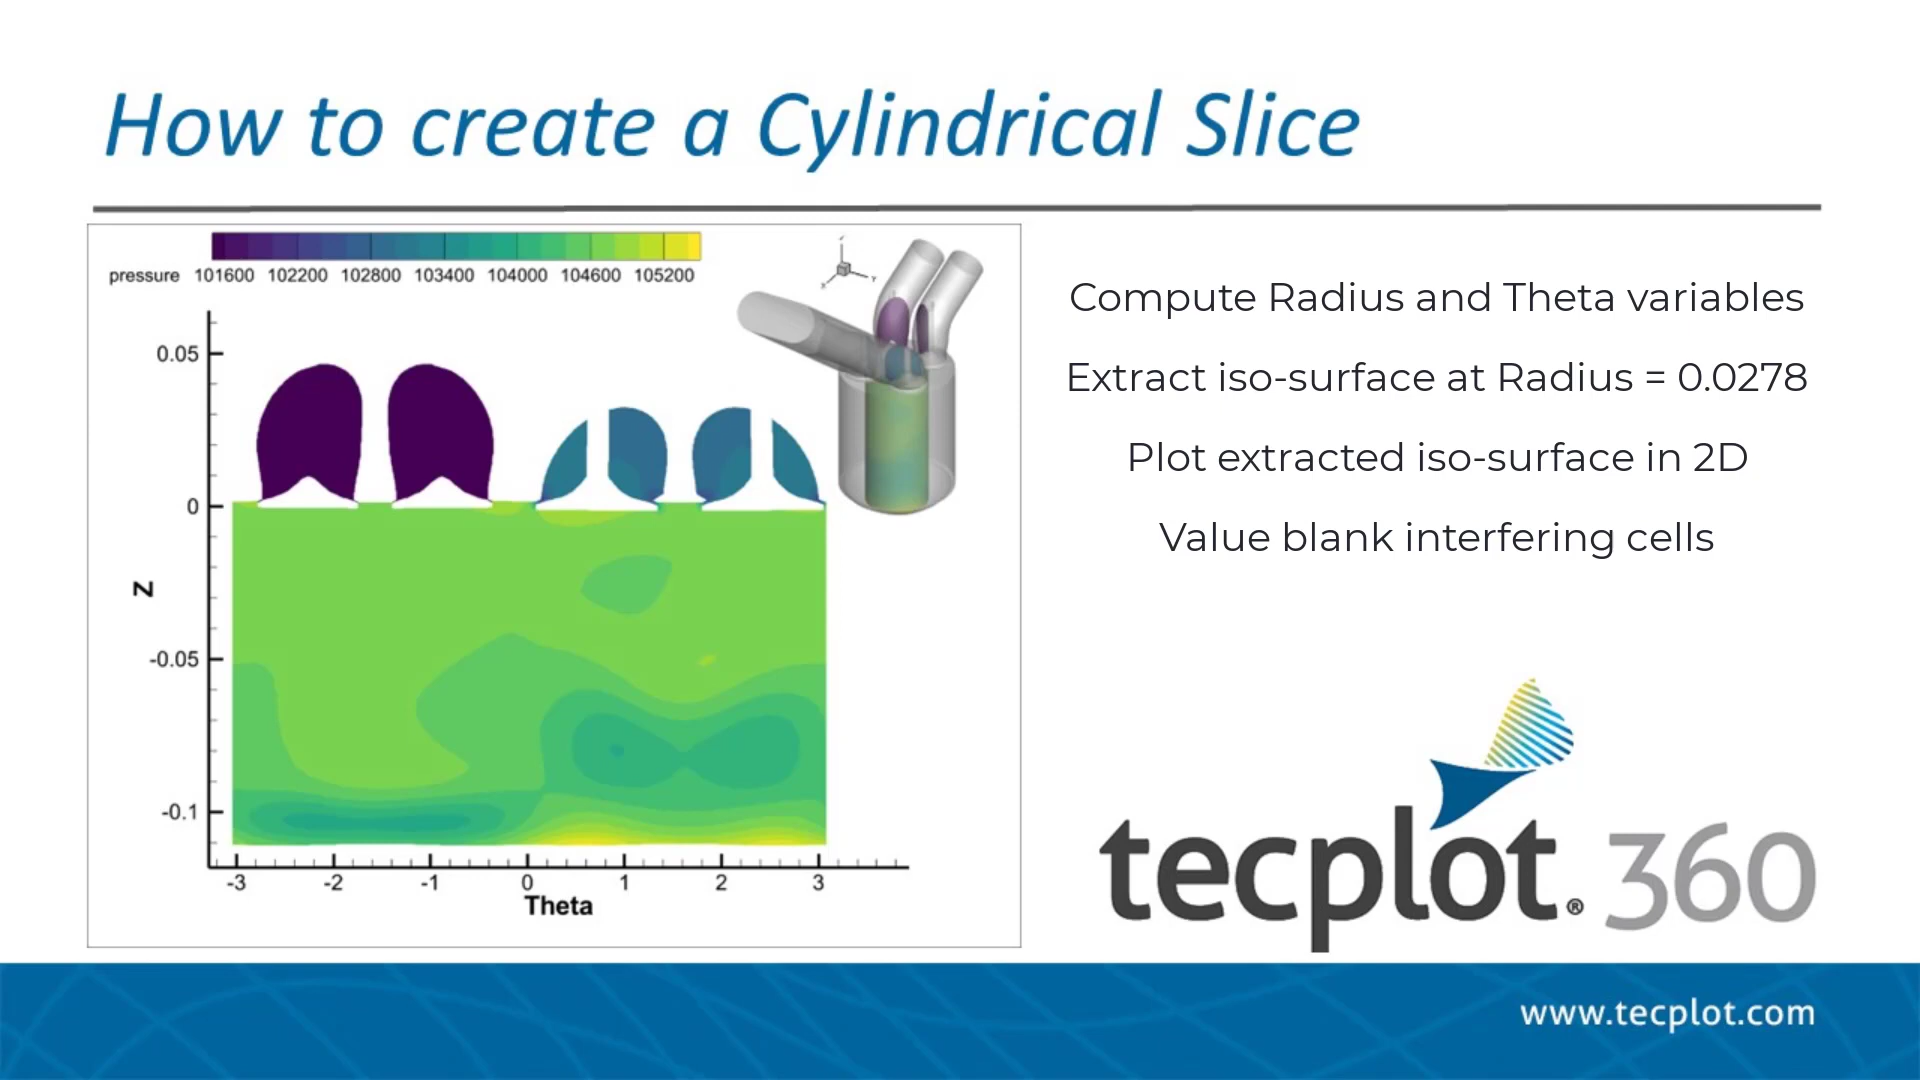 How to create a Cylindrical Slice
pressure 101600 102200 102800 103400 104000 104600 105200
Compute Radius and Theta variables
Extract iso-surface at Radius = 0.0278
Plot extracted iso-surface in 2D
Value blank interfering cells
0.05
0
-0.05
-0.1
Z
-3 -2 -1 0 1 2 3
Theta
tecplot® 360
www.tecplot.com